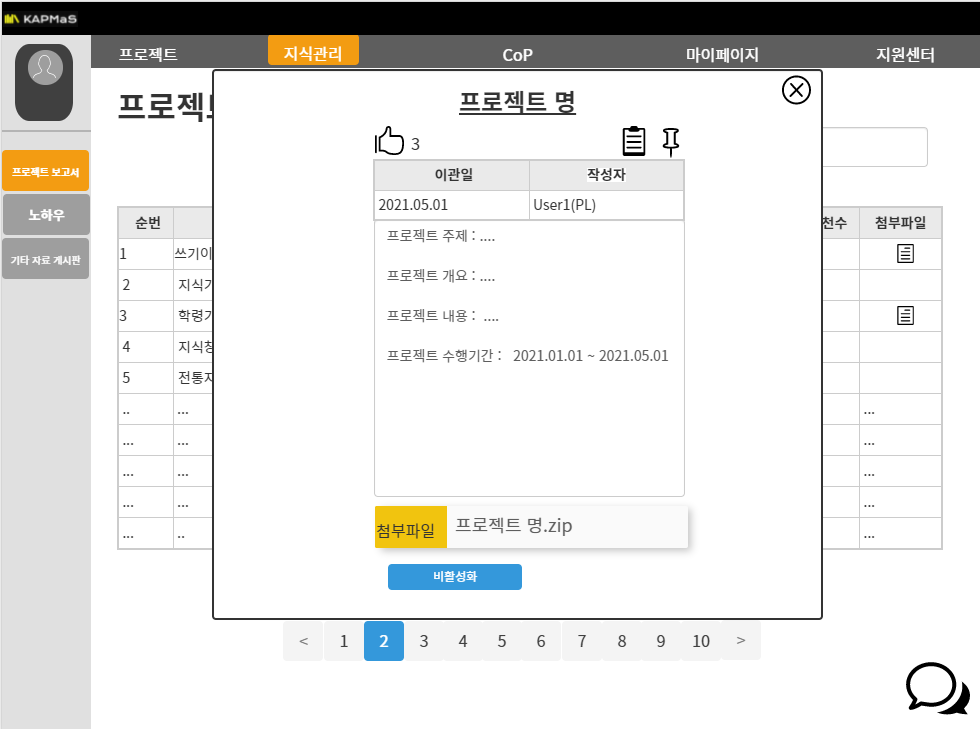 KAPMaS
프로젝트
지식관리
CoP
마이페이지
지원센터
프로젝트 보고서
노하우
기타 자료 게시판
프로젝트
프로젝트 명
3
이관일 작성자
2021.05.01 User1(PL)
프로젝트 주제 : ....
프로젝트 개요 : ....
프로젝트 내용 : ....
프로젝트 수행기간 : 2021.01.01 ~ 2021.05.01
첨부파일 프로젝트 명.zip
비활성화
순번 천수 첨부파일
1 쓰기이
2 지식기
3 학령기
4 지식창
5 전통지
.. ... ...
... ... ...
... ... ...
... ... ...
... .. ...
< 1 2 3 4 5 6 7 8 9 10 >